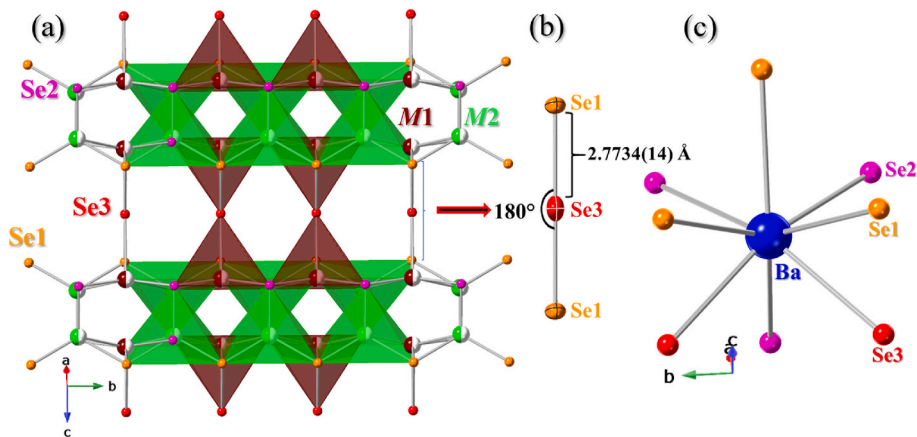 (a)
Se2
M1
M2
Se3
Se1
a
b
c
(b)
Se1
2.7734(14) Å
180°
Se3
Se1
(c)
Se2
Se1
Ba
Se3
c
a
b